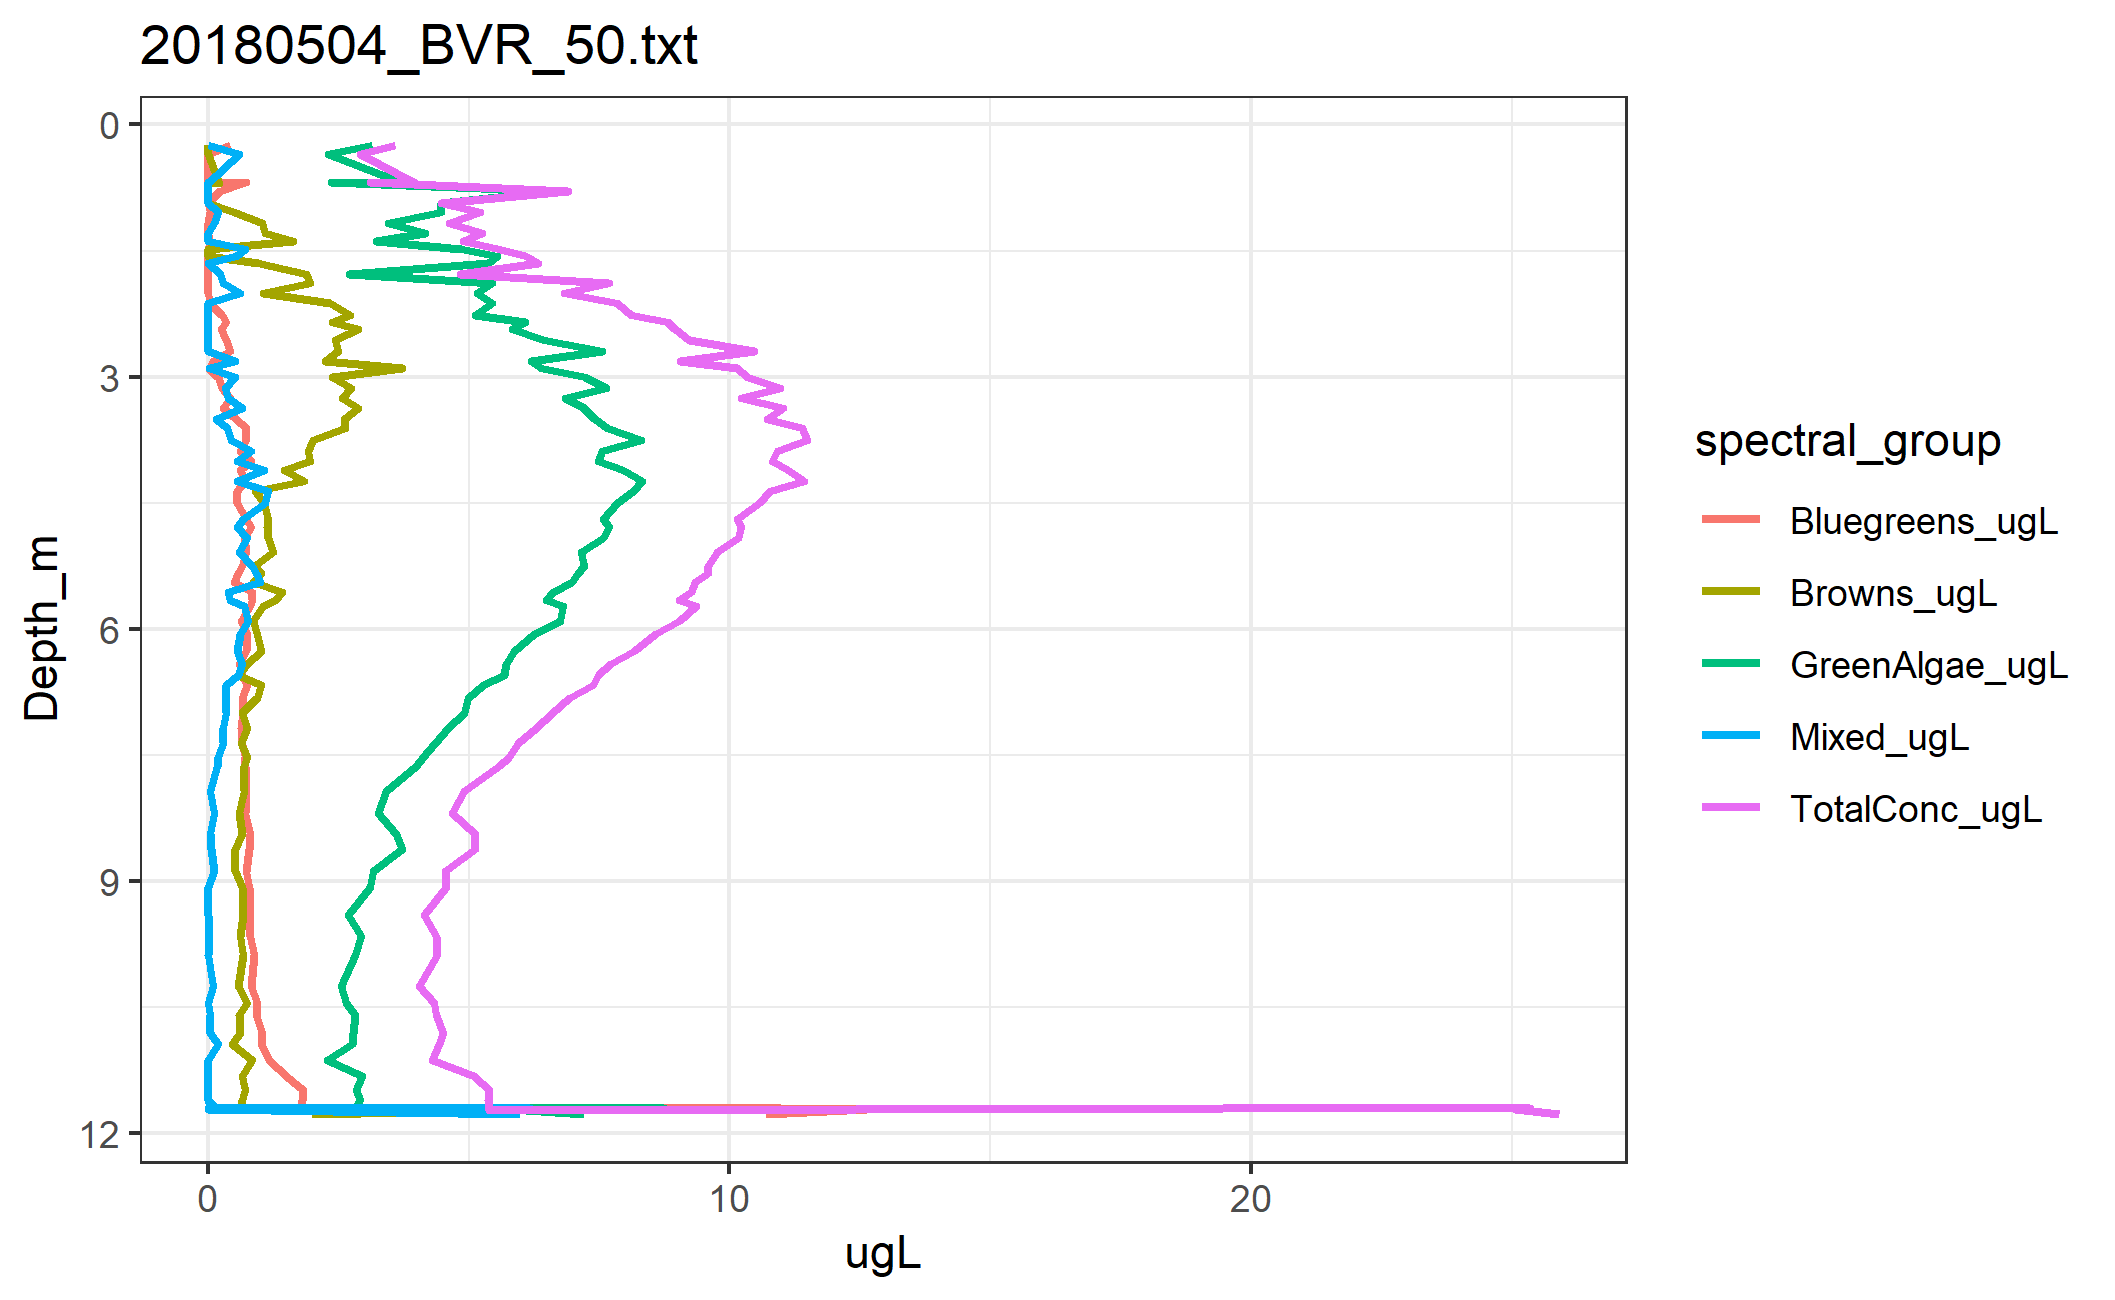 20180504_BVR_50.txt
0
3
6
9
12
Depth_m
0
10
20
ugL
spectral_group
Bluegreens_ugL
Browns_ugL
GreenAlgae_ugL
Mixed_ugL
TotalConc_ugL